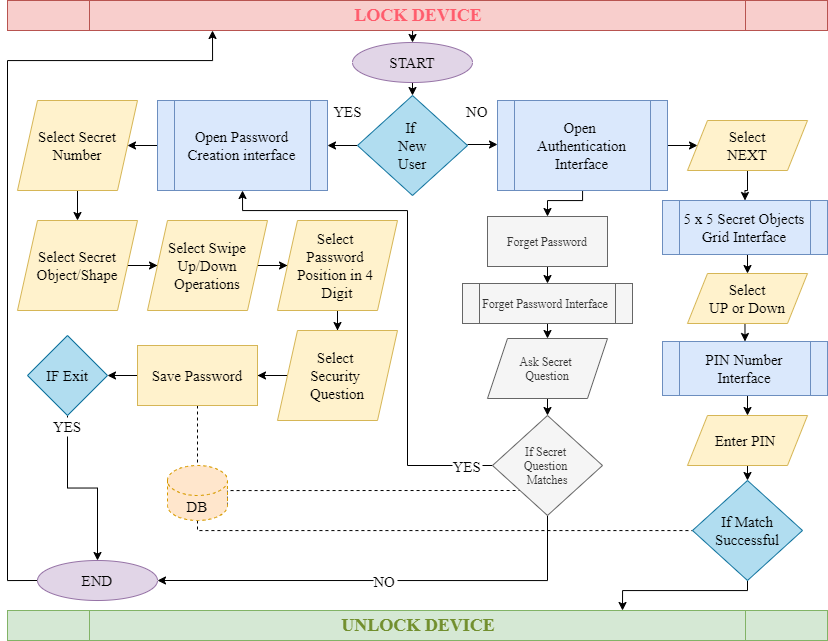 LOCK DEVICE
START
YES
NO
If
New
User
Open Password
Creation interface
Select Secret
Number
Open
Authentication
Interface
Select
NEXT
Select Secret
Object/Shape
Select Swipe
Up/Down
Operations
Select
Password
Position in 4
Digit
Forget Password
5 x 5 Secret Objects
Grid Interface
Forget Password Interface
Select
UP or Down
Ask Secret
Question
PIN Number
Interface
IF Exit
Save Password
Select
Security
Question
YES
Enter PIN
YES
If Secret
Question
Matches
DB
If Match
Successful
END
NO
UNLOCK DEVICE